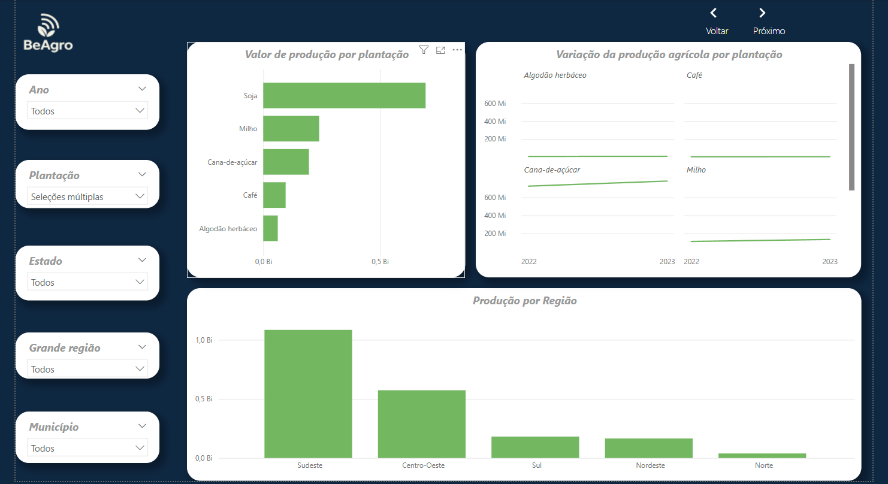 BeAgro
Voltar
Próximo
Ano
Todos
Plantação
Seleções múltiplas
Estado
Todos
Grande região
Todos
Município
Todos
Valor de produção por plantação
Soja
Milho
Cana-de-açúcar
Café
Algodão herbáceo
0,0 Bi
0,5 Bi
Variação da produção agrícola por plantação
Algodão herbáceo
Café
600 Mi
400 Mi
200 Mi
Cana-de-açúcar
Milho
600 Mi
400 Mi
200 Mi
2022
2023
2022
2023
Produção por Região
1,0 Bi
0,5 Bi
0,0 Bi
Sudeste
Centro-Oeste
Sul
Nordeste
Norte